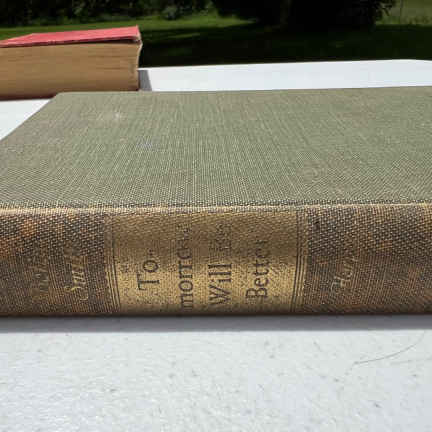 Smith
To-
morrow
Will Be
Better